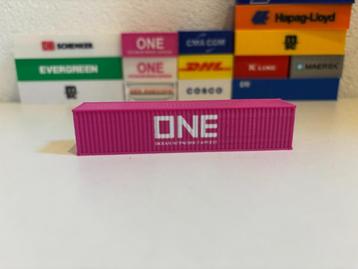 DB SCHENKER
ONE
CMA CGM
Hapag-Lloyd
EVERGREEN
ONE
DHL
K LINE
MAERSK
COSCO
ONE